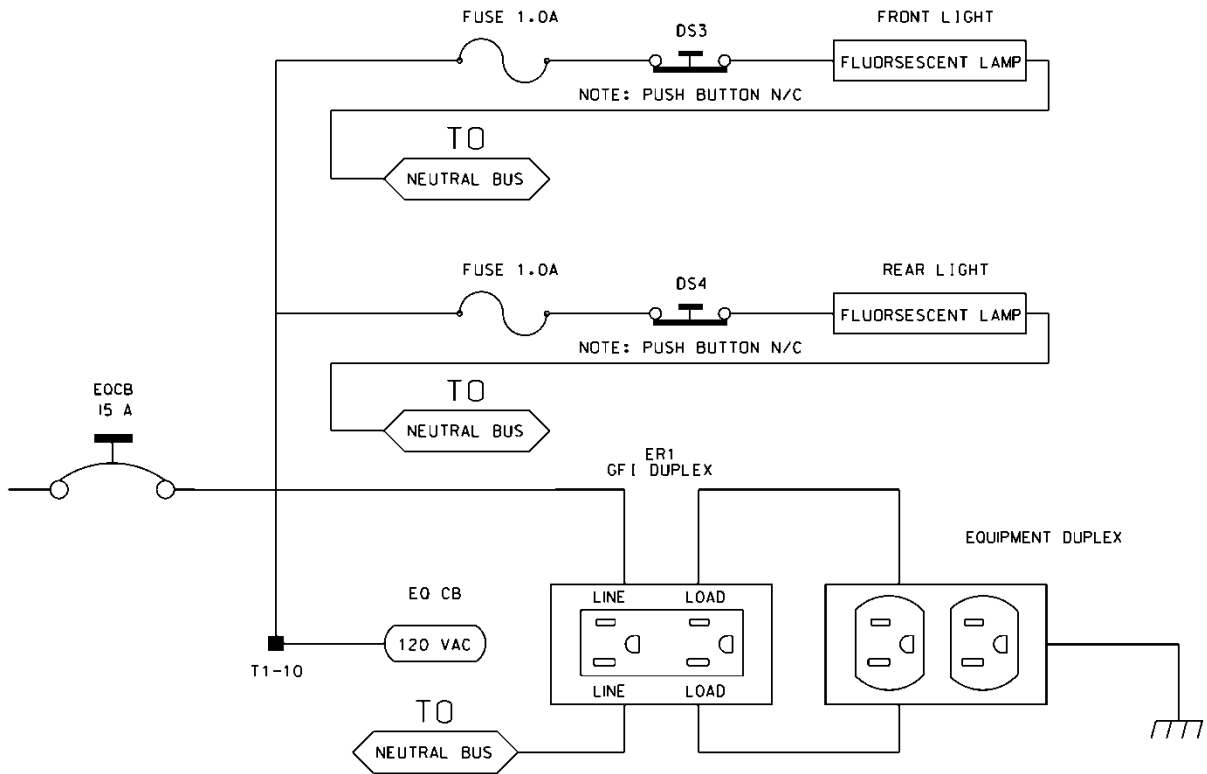 FUSE 1.0A
DS3
FRONT LIGHT
FLUORSESCENT LAMP
NOTE: PUSH BUTTON N/C
TO
NEUTRAL BUS
FUSE 1.0A
DS4
REAR LIGHT
FLUORSESCENT LAMP
NOTE: PUSH BUTTON N/C
TO
NEUTRAL BUS
EQCB
15 A
ER1
GFI DUPLEX
EQUIPMENT DUPLEX
LINE LOAD
EQ CB
120 VAC
T1-10
LINE LOAD
TO
NEUTRAL BUS